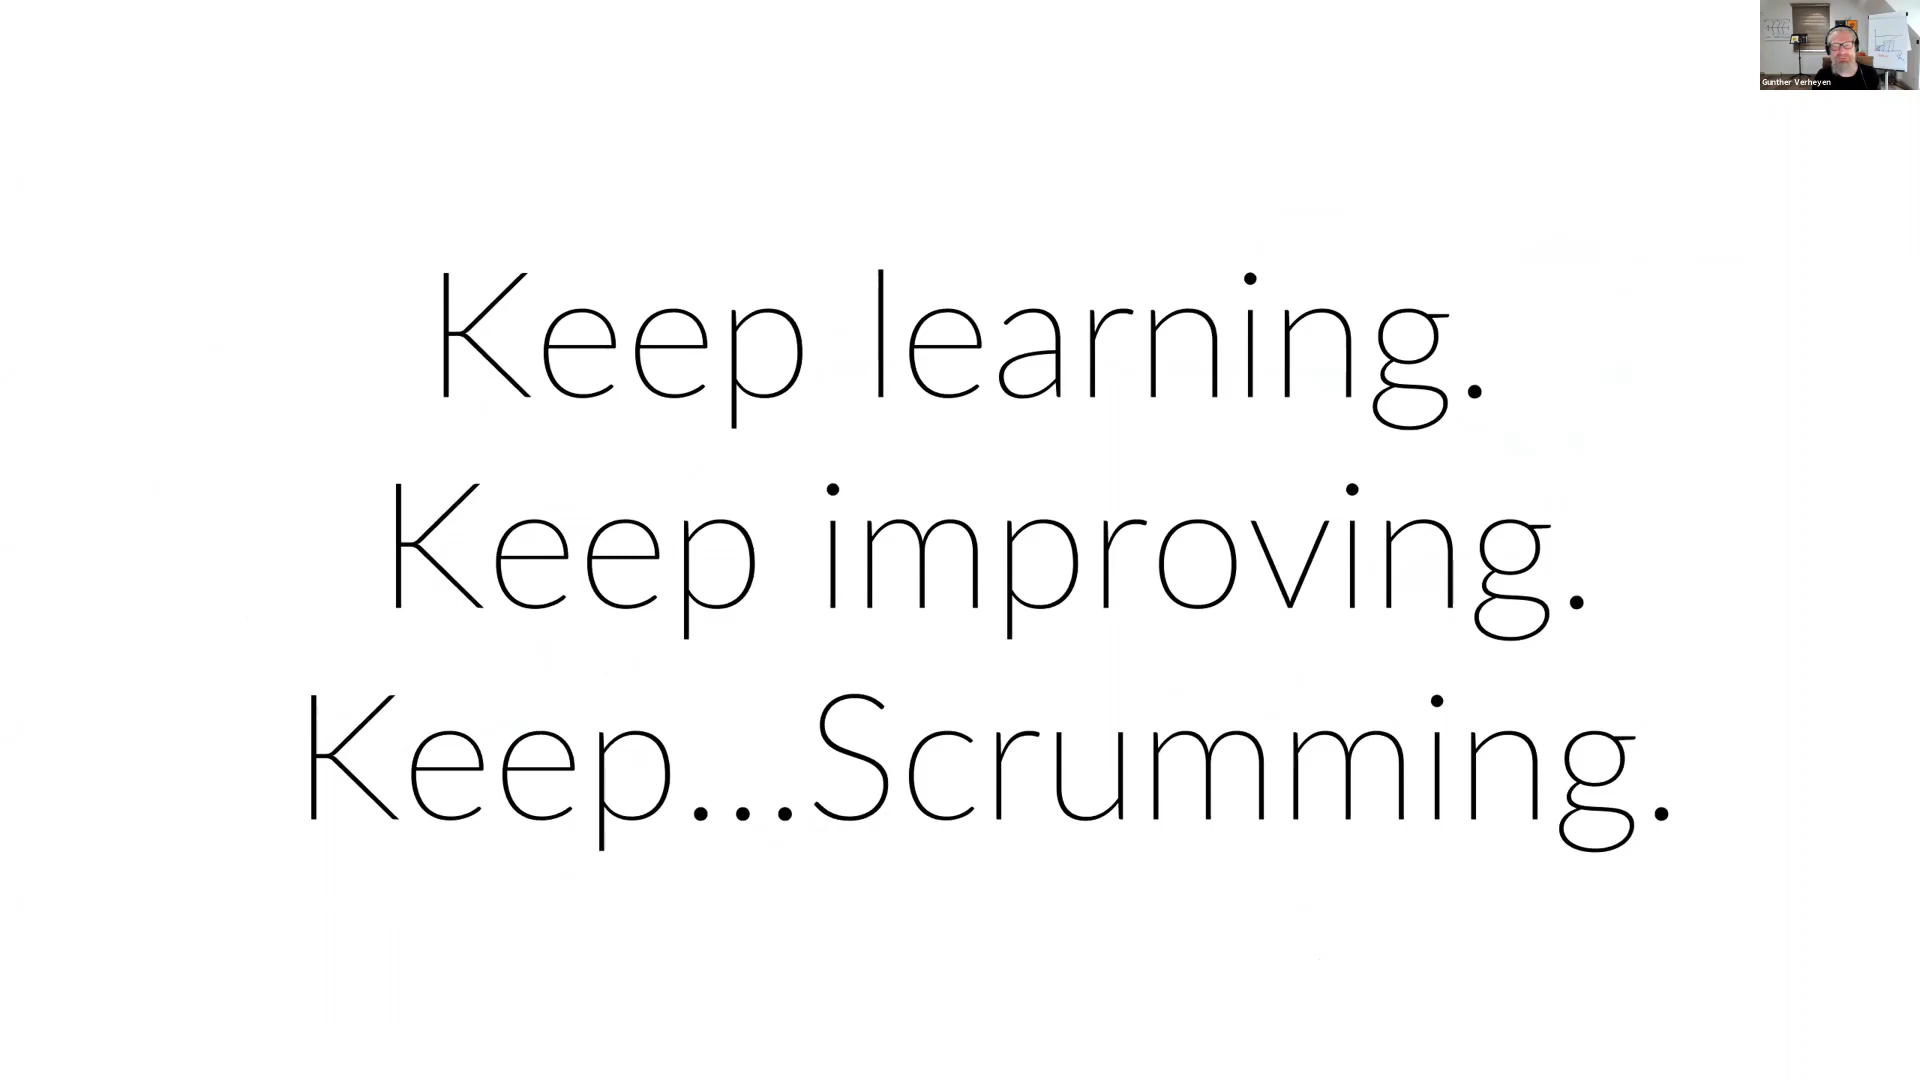 Gunther Verheyen
Keep learning.
Keep improving.
Keep...Scrumming.